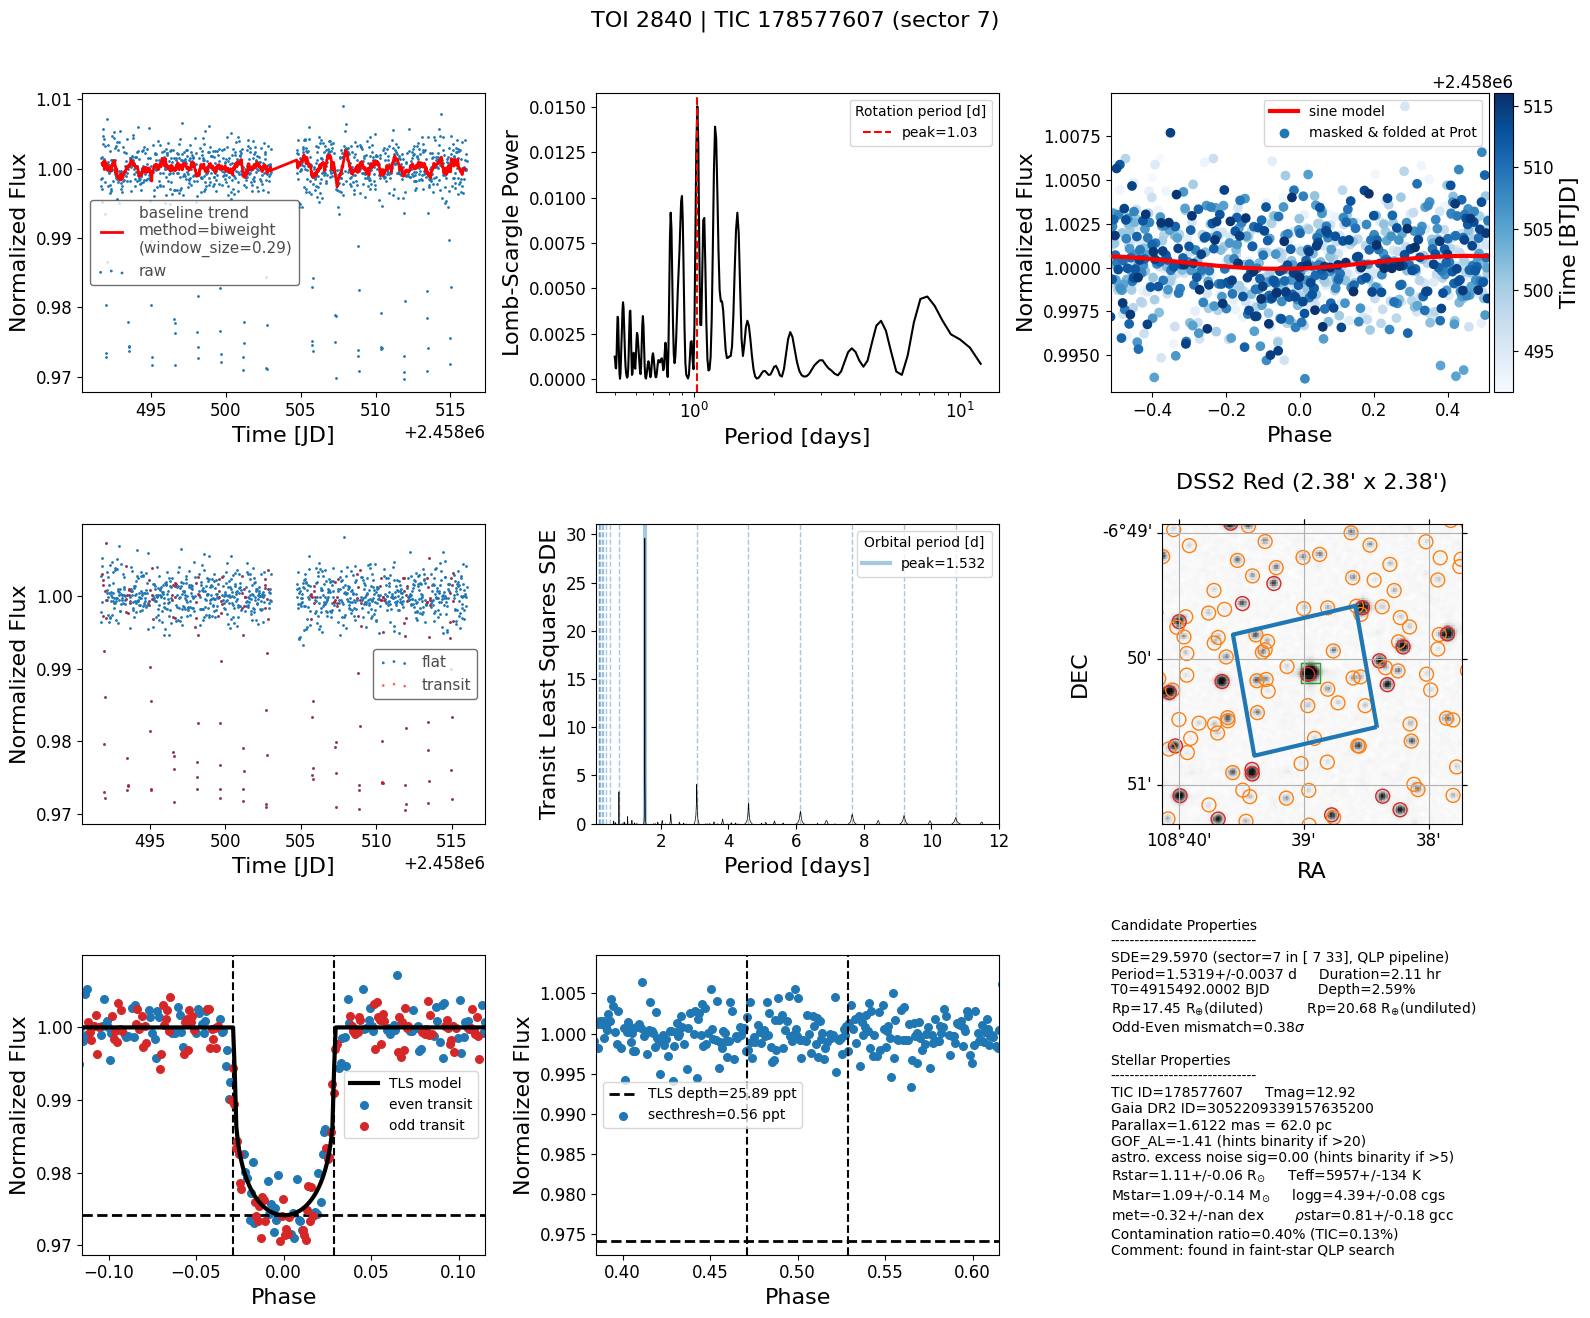 TOI 2840 | TIC 178577607 (sector 7)
Normalized Flux
1.01
1.00
0.99
0.98
0.97
baseline trend
method=biweight
(window_size=0.29)
raw
495 500 505 510 515
+2.458e6
Time [JD]
Lomb-Scargle Power
0.0150
0.0125
0.0100
0.0075
0.0050
0.0025
0.0000
Rotation period [d]
peak=1.03
10^0 10^1
Period [days]
Normalized Flux
1.0075
1.0050
1.0025
1.0000
0.9975
0.9950
sine model
masked & folded at Prot
−0.4 −0.2 0.0 0.2 0.4
Phase
+2.458e6
515
510
505
500
495
Time [BTJD]
Normalized Flux
1.00
0.99
0.98
0.97
flat
transit
495 500 505 510 515
+2.458e6
Time [JD]
Transit Least Squares SDE
30
25
20
15
10
5
0
Orbital period [d]
peak=1.532
2 4 6 8 10 12
Period [days]
DSS2 Red (2.38' x 2.38')
DEC
-6°49'
50'
51'
108°40' 39' 38'
RA
Normalized Flux
1.00
0.99
0.98
0.97
TLS model
even transit
odd transit
−0.10 −0.05 0.00 0.05 0.10
Phase
Normalized Flux
1.005
1.000
0.995
0.990
0.985
0.980
0.975
TLS depth=25.89 ppt
secthresh=0.56 ppt
0.40 0.45 0.50 0.55 0.60
Phase
Candidate Properties
------------------------------
SDE=29.5970 (sector=7 in [ 7 33], QLP pipeline)
Period=1.5319+/-0.0037 d Duration=2.11 hr
T0=4915492.0002 BJD Depth=2.59%
Rp=17.45 R⊕(diluted) Rp=20.68 R⊕(undiluted)
Odd-Even mismatch=0.38σ
Stellar Properties
------------------------------
TIC ID=178577607 Tmag=12.92
Gaia DR2 ID=3052209339157635200
Parallax=1.6122 mas = 62.0 pc
GOF_AL=-1.41 (hints binarity if >20)
astro. excess noise sig=0.00 (hints binarity if >5)
Rstar=1.11+/-0.06 R⊙ Teff=5957+/-134 K
Mstar=1.09+/-0.14 M⊙ logg=4.39+/-0.08 cgs
met=-0.32+/-nan dex ρstar=0.81+/-0.18 gcc
Contamination ratio=0.40% (TIC=0.13%)
Comment: found in faint-star QLP search